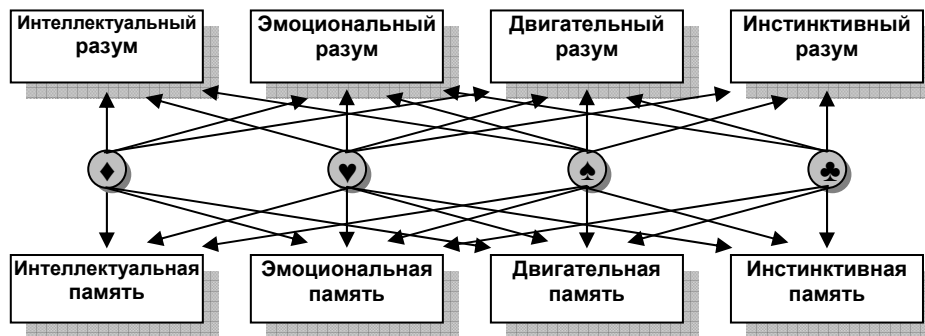 Интеллектуальный
разум
Эмоциональный
разум
Двигательный
разум
Инстинктивный
разум
♦ ♥ ♠ ♣
Интеллектуальная
память
Эмоциональная
память
Двигательная
память
Инстинктивная
память